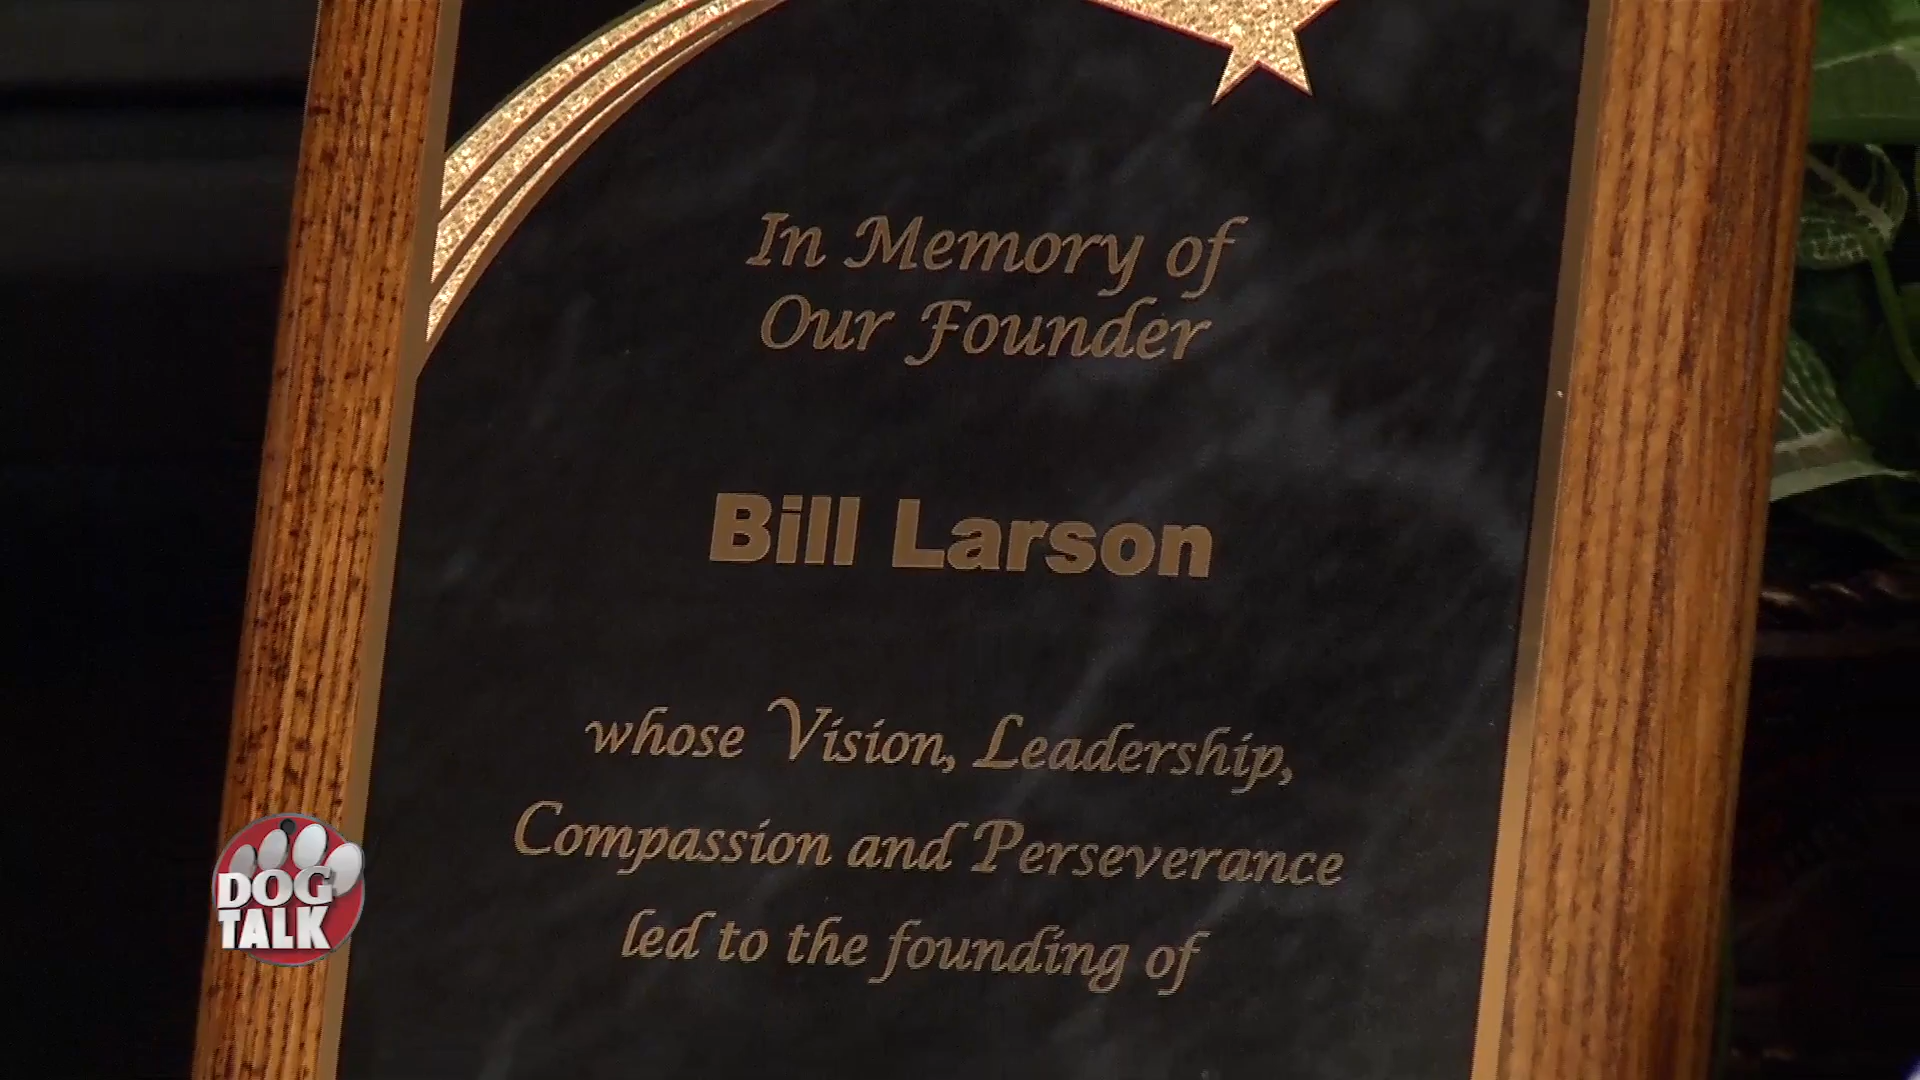 In Memory of
Our Founder
Bill Larson
whose Vision, Leadership,
Compassion and Perseverance
led to the founding of
DOG
TALK